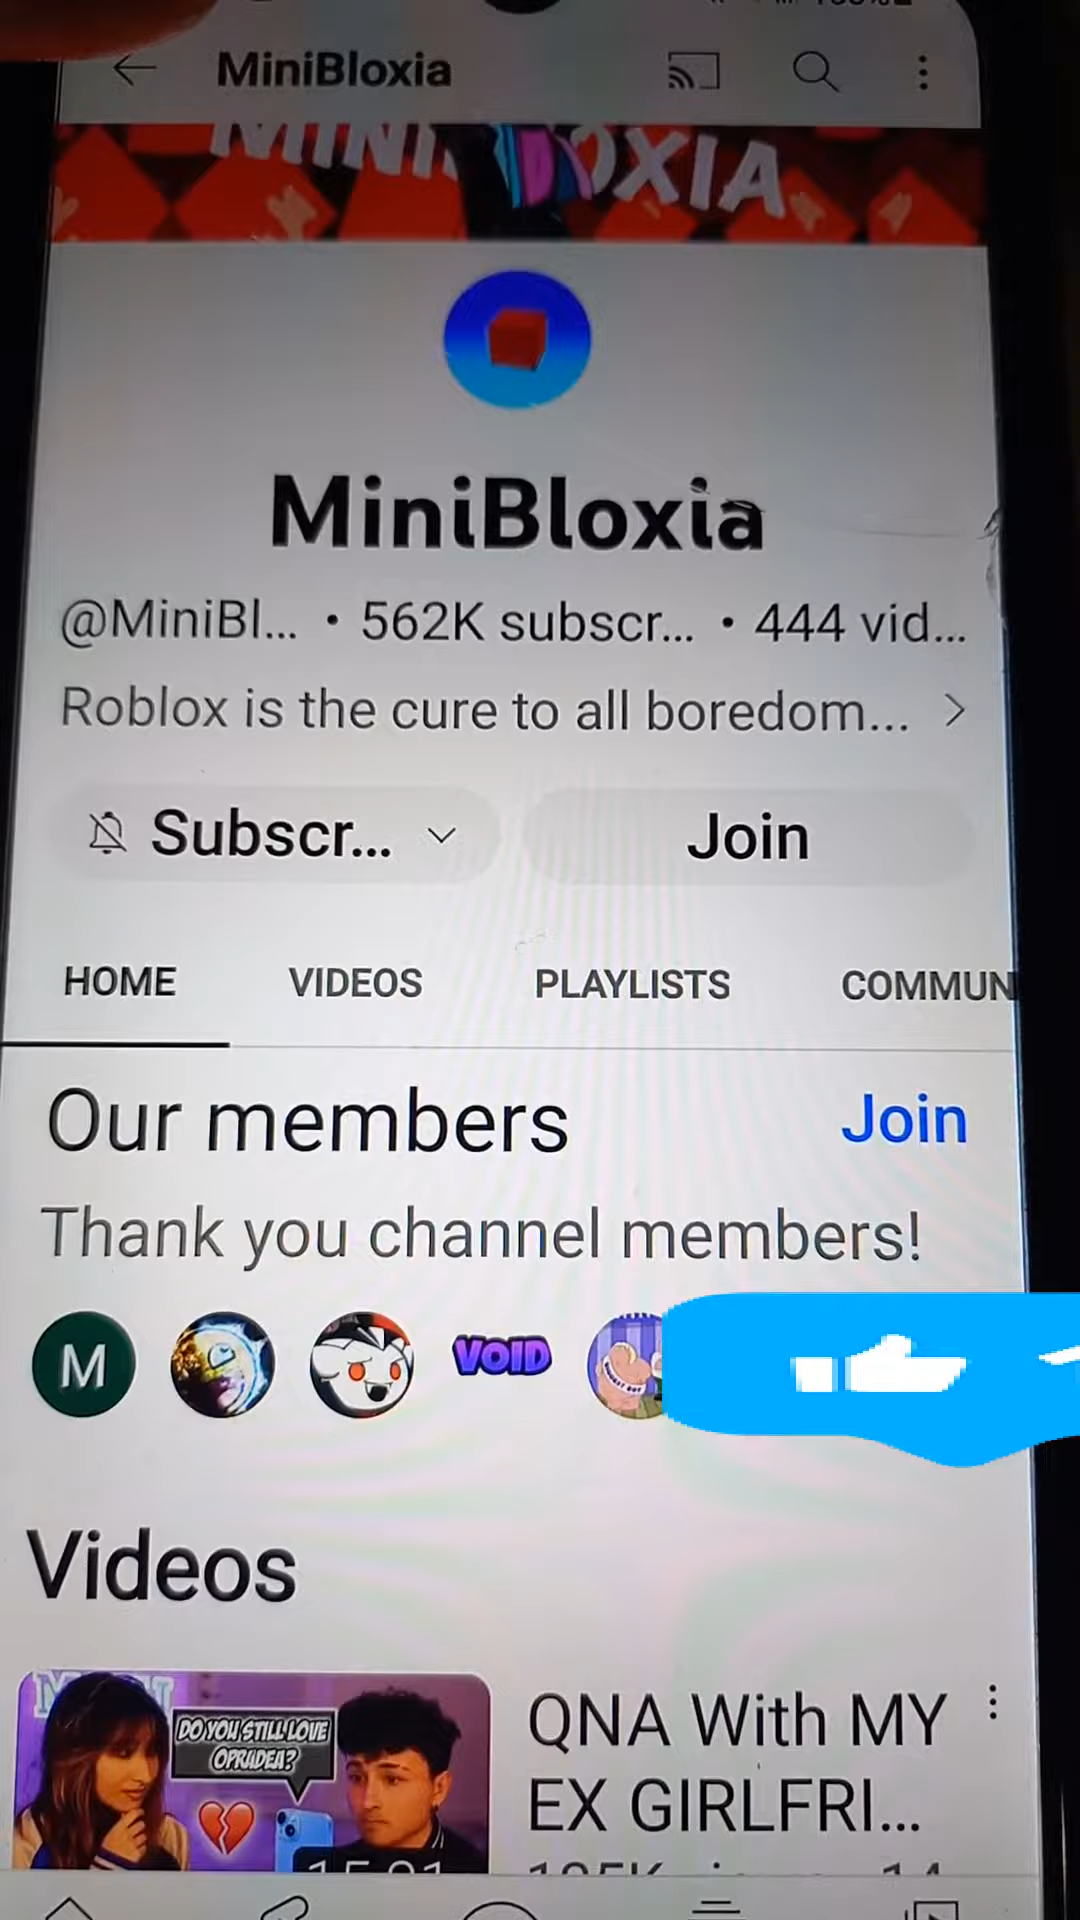 MiniBloxia
MiniBloxia
@MiniBl... • 562K subscr... • 444 vid...
Roblox is the cure to all boredom...
Subscr...
Join
HOME
VIDEOS
PLAYLISTS
COMMUN
Our members
Join
Thank you channel members!
M
VOID
Videos
DO YOU STILL LOVE
OPRUDEA?
QNA With MY
EX GIRLFRI...